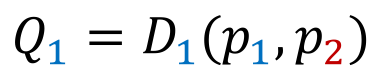 Q₁ = D₁(p₁,p₂)